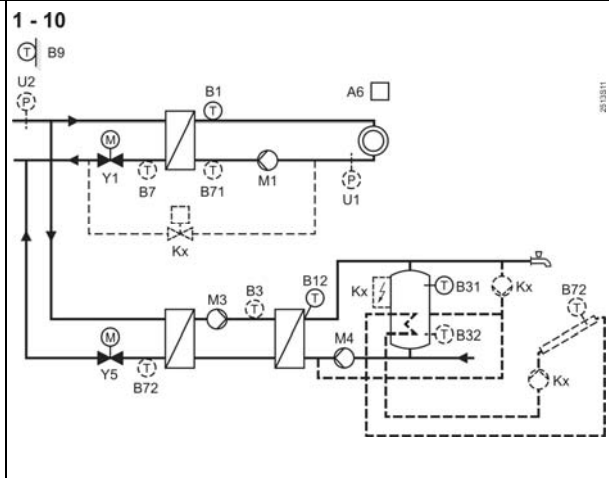 1 - 10
T B9
U2
P
B1
T
A6
2513S11
M
Y1
T
B7
T
B71
M1
P
U1
Kx
B12
T
M3
B3
T
Kx
T B31
T B32
Kx
B72
T
M
Y5
T
B72
M4
Kx